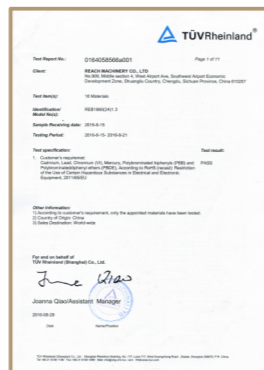 TÜVRheinland®
Test Report No.: 0164058566a001 Page 1 of 11
Client: REACH MACHINERY CO., LTD
No.909, Middle section 4, West Airport Ave, Southwest Airport Economic
Development Zone, Shuangliu Country, Chengdu, Sichuan Province, China 610207
Test item(s): 16 Materials
Identification/
Model No(s):
Sample Receiving date: 2016-8-15
Testing Period: 2016-8-15- 2016-8-21
Test specification: Test result:
1. Customer's requirement:
Cadmium, Lead, Chromium (VI), Mercury, Polybrominated biphenyls (PBB) and PASS
Polybrominated diphenyl ethers (PBDE), According to RoHS (recast) Restriction
of the Use of Certain Hazardous Substances in Electrical and Electronic
Equipment, 2011/65/EU
Other Information:
1) According to customer's requirement, only the appointed materials have been tested
2) Country of Origin: China
3) Sales Destination: World-wide
For and on behalf of
TÜV Rheinland (Shanghai) Co., Ltd.
Joanna Qiao/Assistant Manager
2016-08-29
Date Name/Position